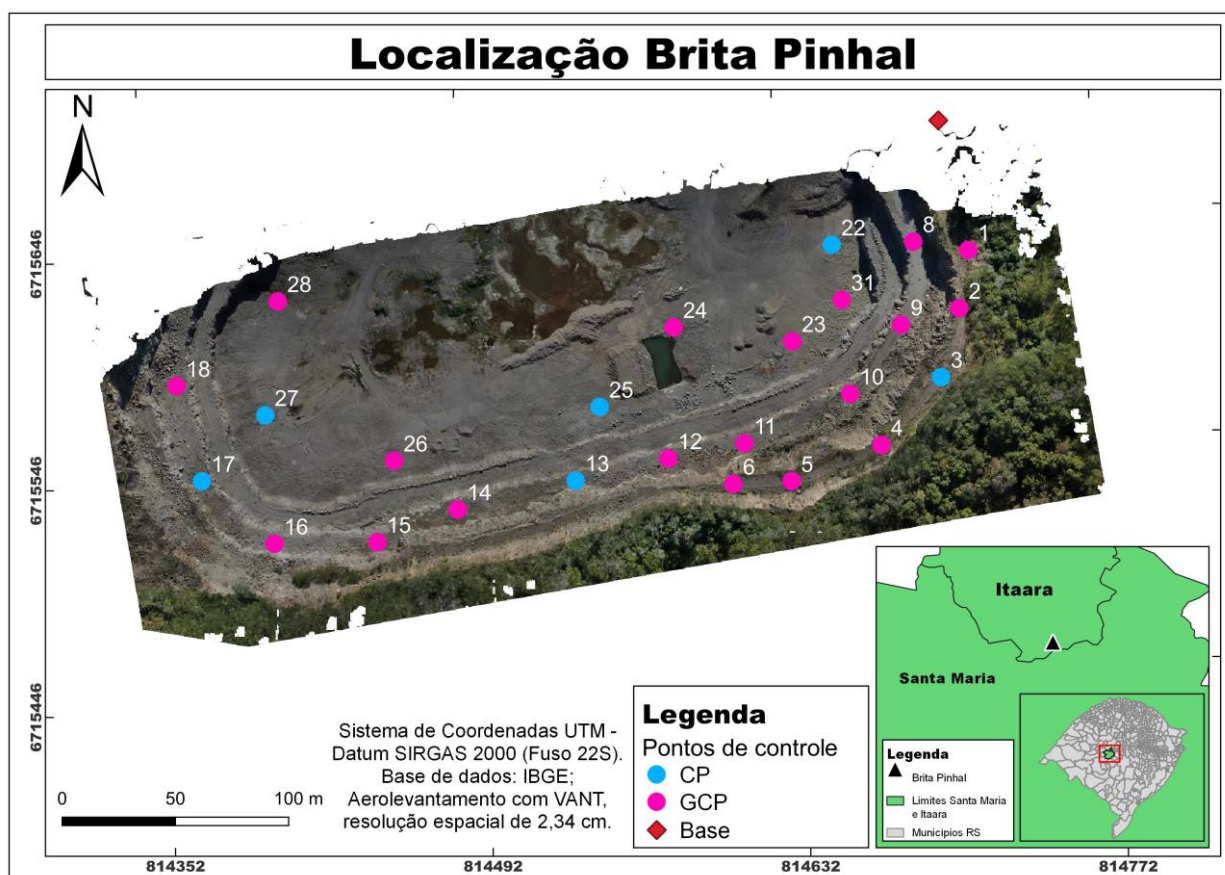 Localização Brita Pinhal
N
6715646
6715546
6715446
22
8
1
31
2
28
24
23
9
3
18
10
27
25
11
4
26
12
17
13
6
5
14
16
15
Sistema de Coordenadas UTM -
Datum SIRGAS 2000 (Fuso 22S).
Base de dados: IBGE;
Aerolevantamento com VANT,
resolução espacial de 2,34 cm.
0 50 100 m
Legenda
Pontos de controle
CP
GCP
Base
Itaara
Santa Maria
Legenda
Brita Pinhal
Limites Santa Maria
e Itaara
Municipios RS
814352 814492 814632 814772